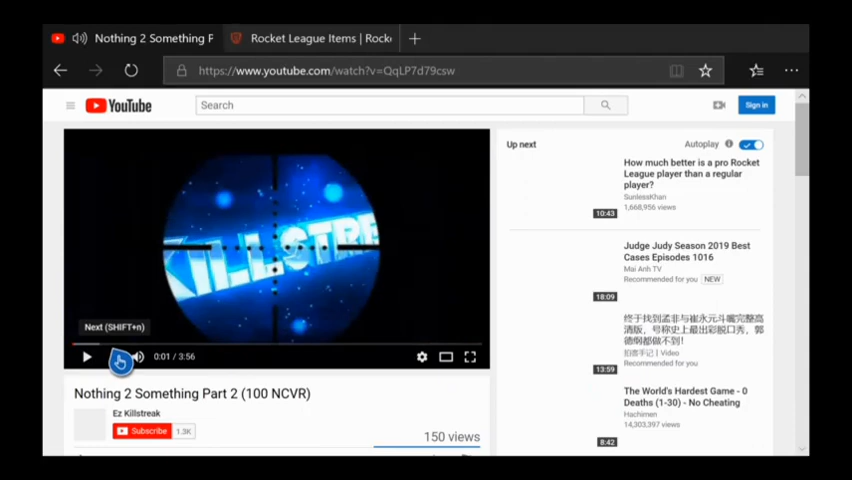 Nothing 2 Something P
Rocket League Items | Rocke
https://www.youtube.com/watch?v=QqLP7d79csw
YouTube
Search
Sign in
KILLSTRE
Next (SHIFT+n)
0:01 / 3:56
Nothing 2 Something Part 2 (100 NCVR)
Ez Killstreak
Subscribe 1.3K
150 views
Up next
Autoplay
How much better is a pro Rocket
League player than a regular
player?
SunlessKhan
1,668,956 views
10:43
Judge Judy Season 2019 Best
Cases Episodes 1016
Mai Anh TV
Recommended for you NEW
18:09
终于找到孟非与崔永元斗嘴完整高
清版，号称史上最出彩脱口秀，郭
德纲都做不到！
拍客手记 | Video
Recommended for you
13:59
The World's Hardest Game - 0
Deaths (1-30) - No Cheating
Hachimen
14,303,397 views
8:42